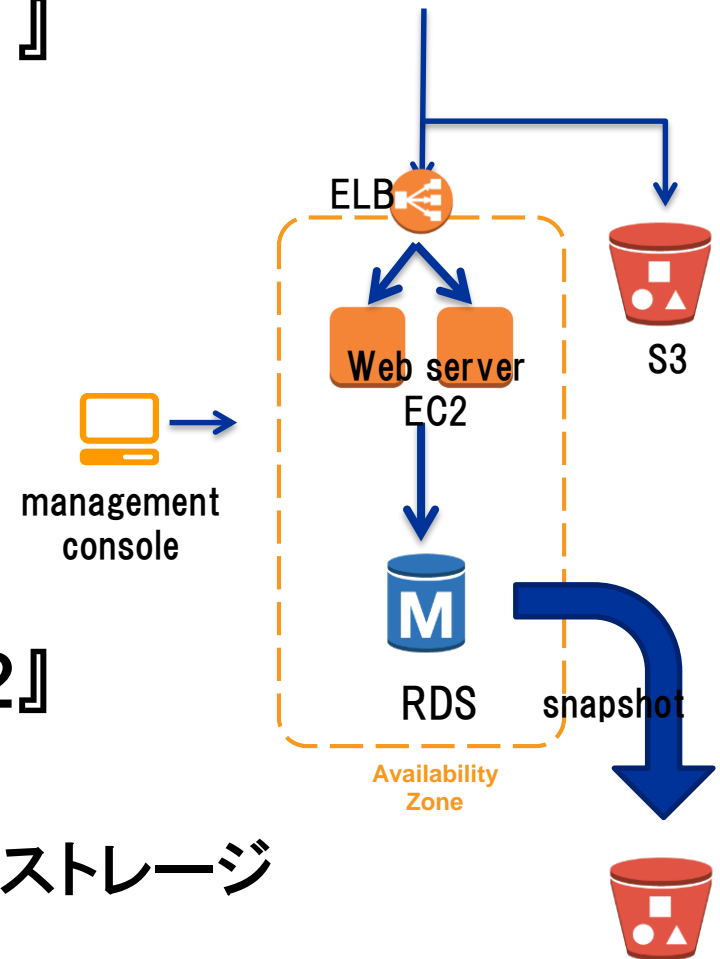 』
ELB
S3
Web server
EC2
management
console
M
2』
RDS
snapshot
Availability
Zone
ストレージ